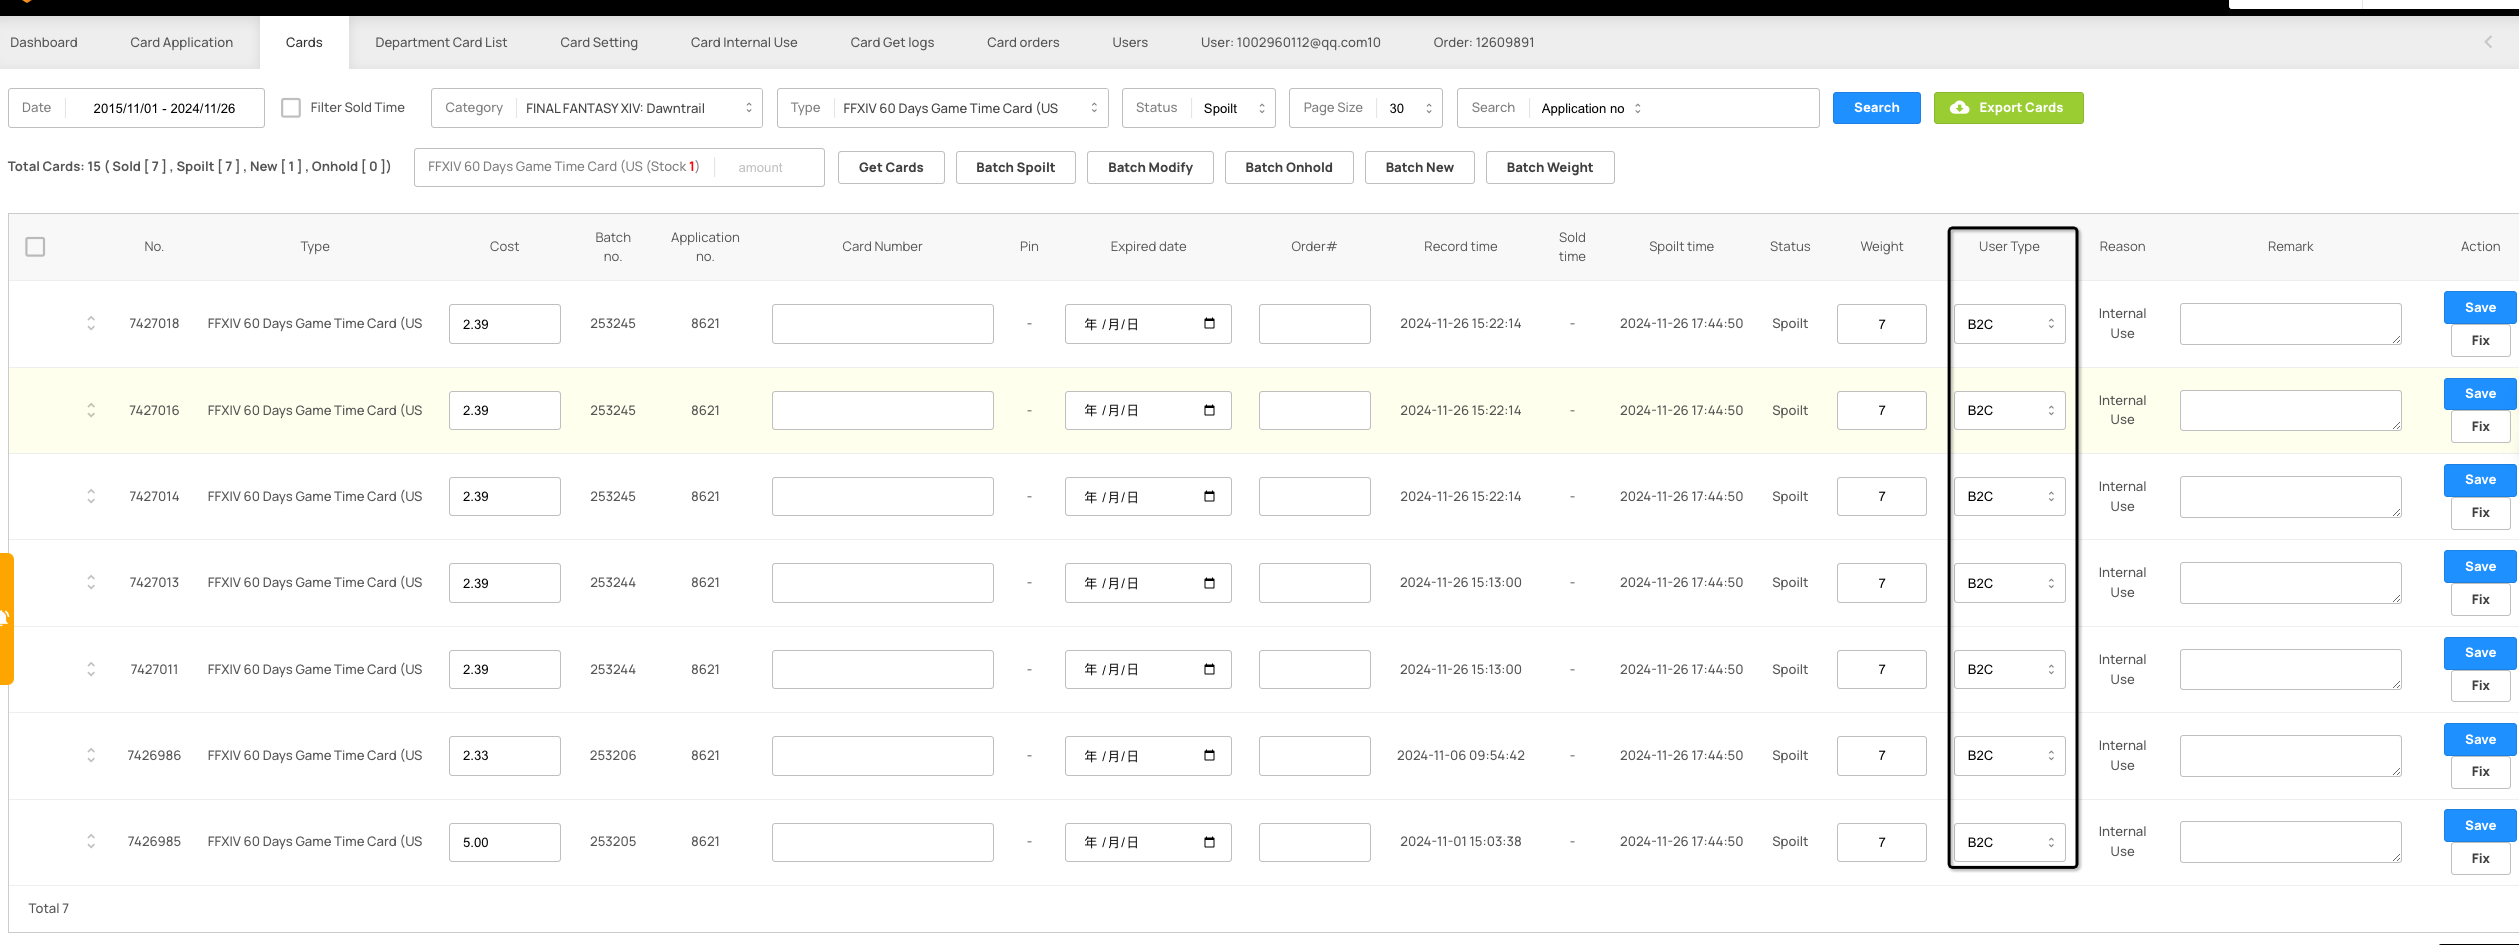 Dashboard Card Application Cards Department Card List Card Setting Card Internal Use Card Get logs Card orders Users User: 1002960112@qq.com10 Order: 12609891
Date 2015/11/01 - 2024/11/26 Filter Sold Time Category FINAL FANTASY XIV: Dawntrail Type FFXIV 60 Days Game Time Card (US Status Spoilt Page Size 30 Search Application no Search Export Cards
Total Cards: 15 ( Sold [ 7 ] , Spoilt [ 7 ] , New [ 1 ] , Onhold [ 0 ]) FFXIV 60 Days Game Time Card (US (Stock 1) amount Get Cards Batch Spoilt Batch Modify Batch Onhold Batch New Batch Weight
No. Type Cost Batch no. Application no. Card Number Pin Expired date Order# Record time Sold time Spoilt time Status Weight User Type Reason Remark Action
7427018 FFXIV 60 Days Game Time Card (US 2.39 253245 8621 - 年/月/日 2024-11-26 15:22:14 - 2024-11-26 17:44:50 Spoilt 7 B2C Internal Use Save Fix
7427016 FFXIV 60 Days Game Time Card (US 2.39 253245 8621 - 年/月/日 2024-11-26 15:22:14 - 2024-11-26 17:44:50 Spoilt 7 B2C Internal Use Save Fix
7427014 FFXIV 60 Days Game Time Card (US 2.39 253245 8621 - 年/月/日 2024-11-26 15:22:14 - 2024-11-26 17:44:50 Spoilt 7 B2C Internal Use Save Fix
7427013 FFXIV 60 Days Game Time Card (US 2.39 253244 8621 - 年/月/日 2024-11-26 15:13:00 - 2024-11-26 17:44:50 Spoilt 7 B2C Internal Use Save Fix
7427011 FFXIV 60 Days Game Time Card (US 2.39 253244 8621 - 年/月/日 2024-11-26 15:13:00 - 2024-11-26 17:44:50 Spoilt 7 B2C Internal Use Save Fix
7426986 FFXIV 60 Days Game Time Card (US 2.33 253206 8621 - 年/月/日 2024-11-06 09:54:42 - 2024-11-26 17:44:50 Spoilt 7 B2C Internal Use Save Fix
7426985 FFXIV 60 Days Game Time Card (US 5.00 253205 8621 - 年/月/日 2024-11-01 15:03:38 - 2024-11-26 17:44:50 Spoilt 7 B2C Internal Use Save Fix
Total 7